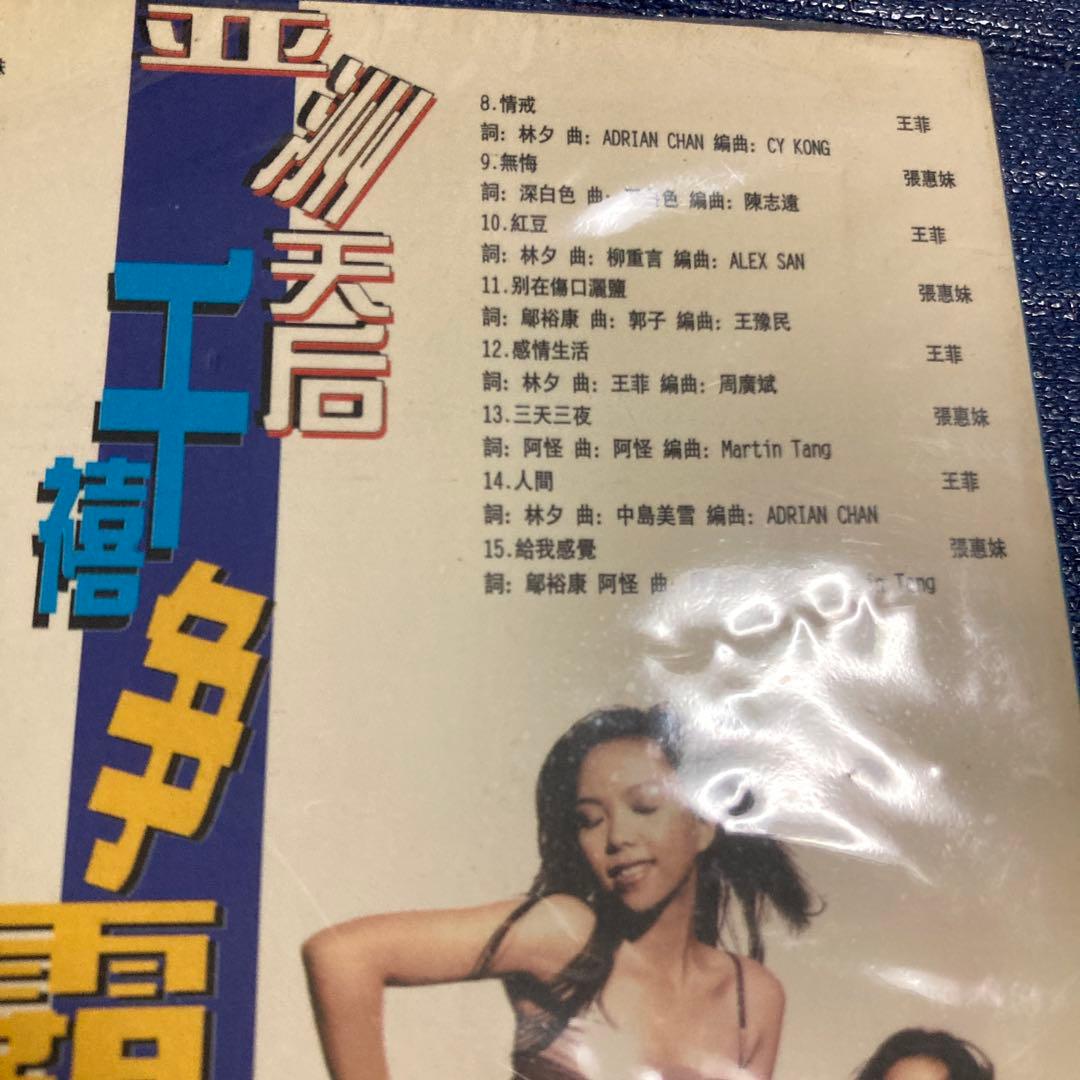 妹
亞洲天后
千禧爭霸
8.情戒 王菲
詞: 林夕 曲: ADRIAN CHAN 編曲: CY KONG
9.無悔 張惠妹
詞: 深白色 曲: 白色 編曲: 陳志遠
10.紅豆 王菲
詞: 林夕 曲: 柳重言 編曲: ALEX SAN
11.別在傷口灑鹽 張惠妹
詞: 鄔裕康 曲: 郭子 編曲: 王豫民
12.感情生活 王菲
詞: 林夕 曲: 王菲 編曲: 周廣斌
13.三天三夜 張惠妹
詞: 阿怪 曲: 阿怪 編曲: Martin Tang
14.人間 王菲
詞: 林夕 曲: 中島美雪 編曲: ADRIAN CHAN
15.給我感覺 張惠妹
詞: 鄔裕康 阿怪 曲: Tang